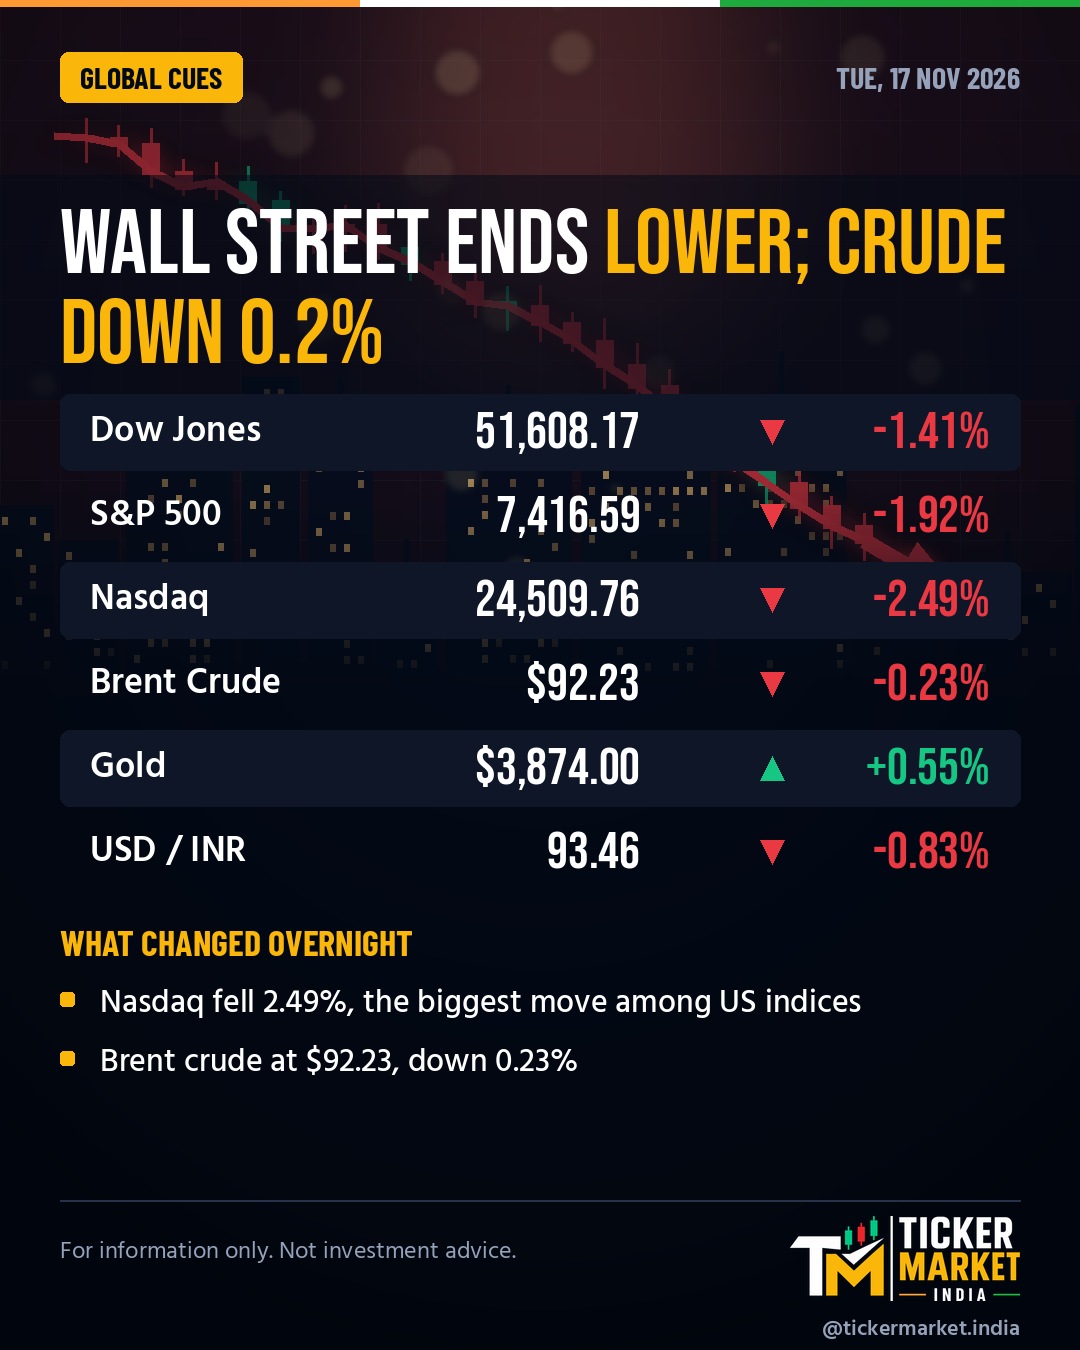 GLOBAL CUES
TUE, 17 NOV 2026
WALL STREET ENDS LOWER; CRUDE
DOWN 0.2%
Dow Jones 51,608.17 ▼ -1.41%
S&P 500 7,416.59 ▼ -1.92%
Nasdaq 24,509.76 ▼ -2.49%
Brent Crude $92.23 ▼ -0.23%
Gold $3,874.00 ▲ +0.55%
USD / INR 93.46 ▼ -0.83%
WHAT CHANGED OVERNIGHT
Nasdaq fell 2.49%, the biggest move among US indices
Brent crude at $92.23, down 0.23%
For information only. Not investment advice.
TM TICKER
MARKET
INDIA
@tickermarket.india